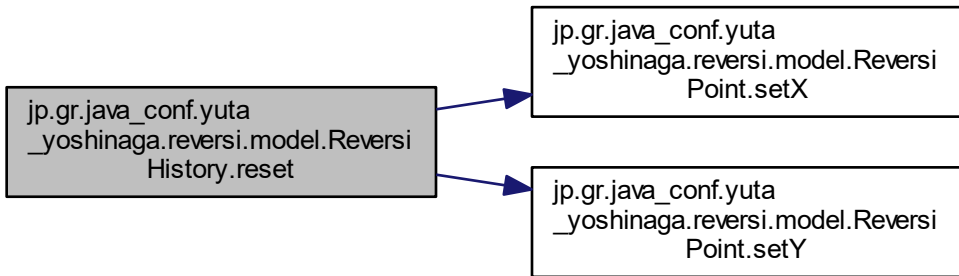 jp.gr.java_conf.yuta
_yoshinaga.reversi.model.Reversi
History.reset
jp.gr.java_conf.yuta
_yoshinaga.reversi.model.Reversi
Point.setX
jp.gr.java_conf.yuta
_yoshinaga.reversi.model.Reversi
Point.setY